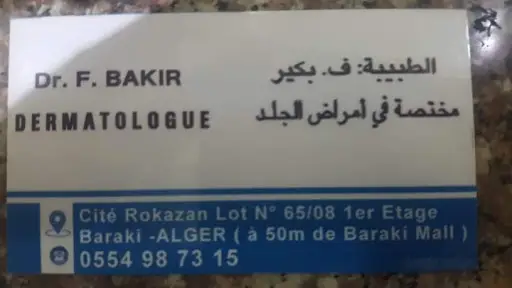 Dr. F. BAKIR
DERMATOLOGUE
الطبيبة: ف. بكير
مختصة في أمراض الجلد
Cité Rokazan Lot N° 65/08 1er Etage
Baraki -ALGER ( à 50m de Baraki Mall )
0554 98 73 15